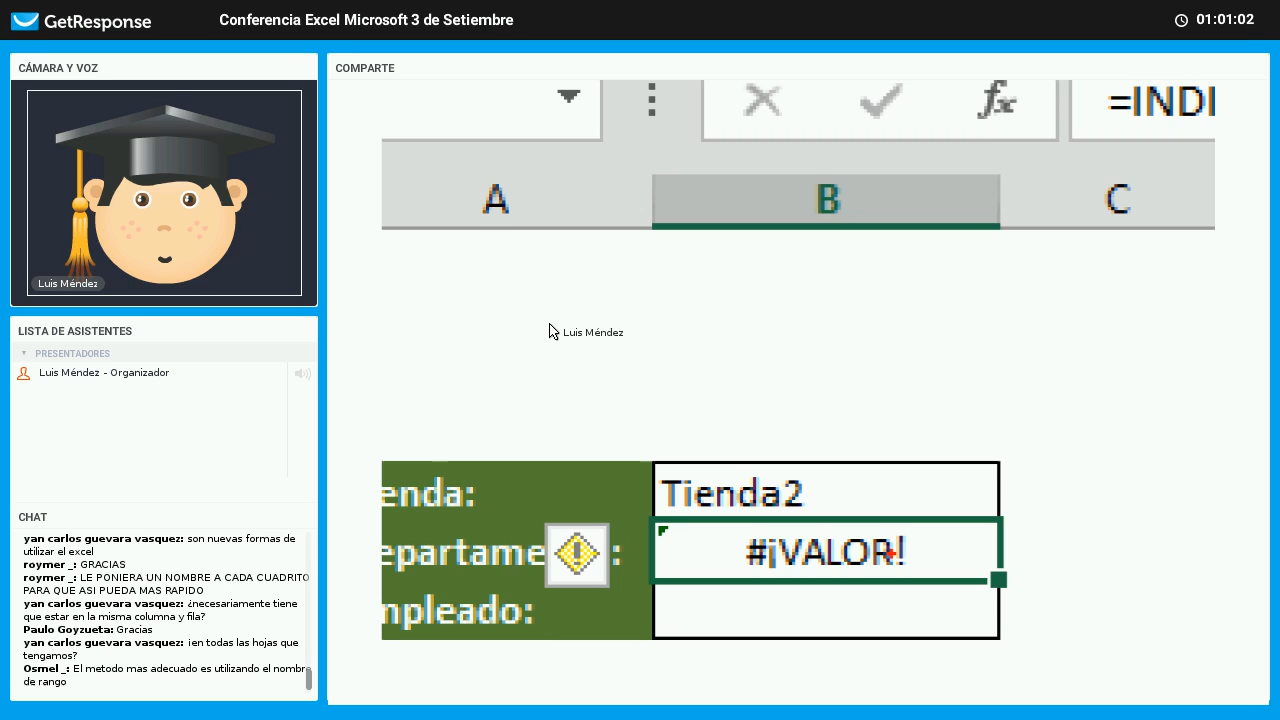 GetResponse
Conferencia Excel Microsoft 3 de Setiembre
01:01:02
CÁMARA Y VOZ
Luis Méndez
LISTA DE ASISTENTES
PRESENTADORES
Luis Méndez - Organizador
CHAT
yan carlos guevara vasquez: son nuevas formas de
utilizar el excel
roymer _: GRACIAS
roymer _: LE PONIERA UN NOMBRE A CADA CUADRITO
PARA QUE ASI PUEDA MAS RAPIDO
yan carlos guevara vasquez: ¿necesariamente tiene
que estar en la misma columna y fila?
Paulo Goyzueta: Gracias
yan carlos guevara vasquez: ¡en todas las hojas que
tengamos?
Osmel _: El metodo mas adecuado es utilizando el nombre
de rango
COMPARTE
fx
=INDI
A B C
Luis Méndez
enda: Tienda2
epartame : #¡VALOR!
mpleado: